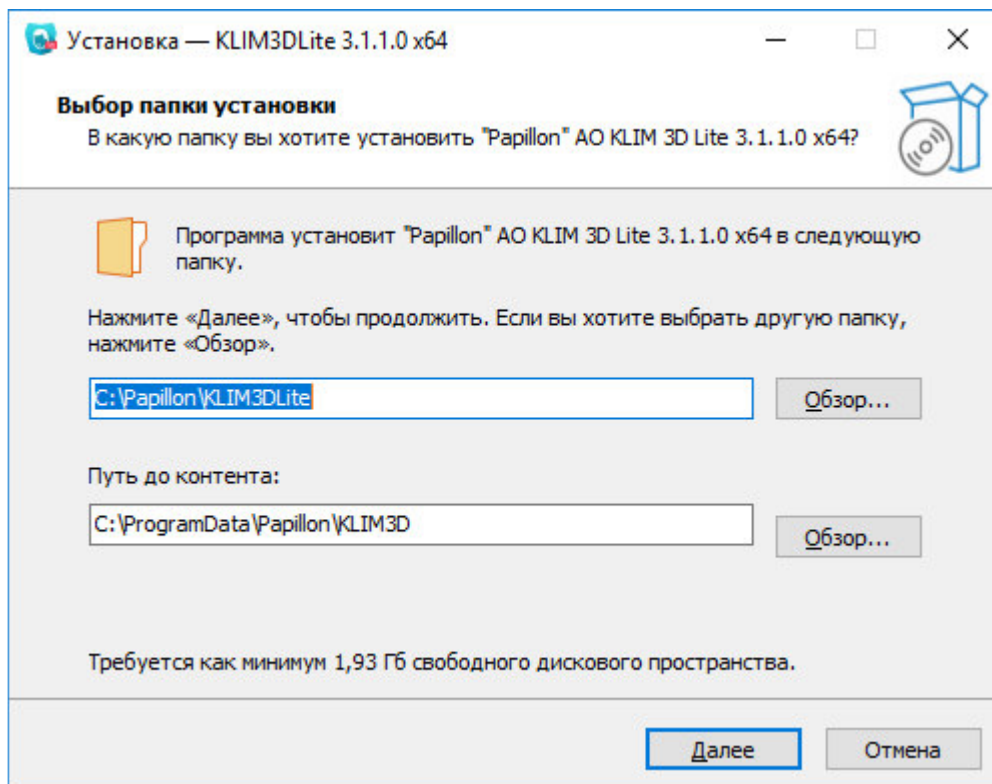 Установка — KLIM3DLite 3.1.1.0 x64
Выбор папки установки
В какую папку вы хотите установить "Papillon" АО KLIM 3D Lite 3.1.1.0 x64?
Программа установит "Papillon" АО KLIM 3D Lite 3.1.1.0 x64 в следующую
папку.
Нажмите «Далее», чтобы продолжить. Если вы хотите выбрать другую папку,
нажмите «Обзор».
C:\Papillon\KLIM3DLite
Обзор...
Путь до контента:
C:\ProgramData\Papillon\KLIM3D
Обзор...
Требуется как минимум 1,93 Гб свободного дискового пространства.
Далее
Отмена